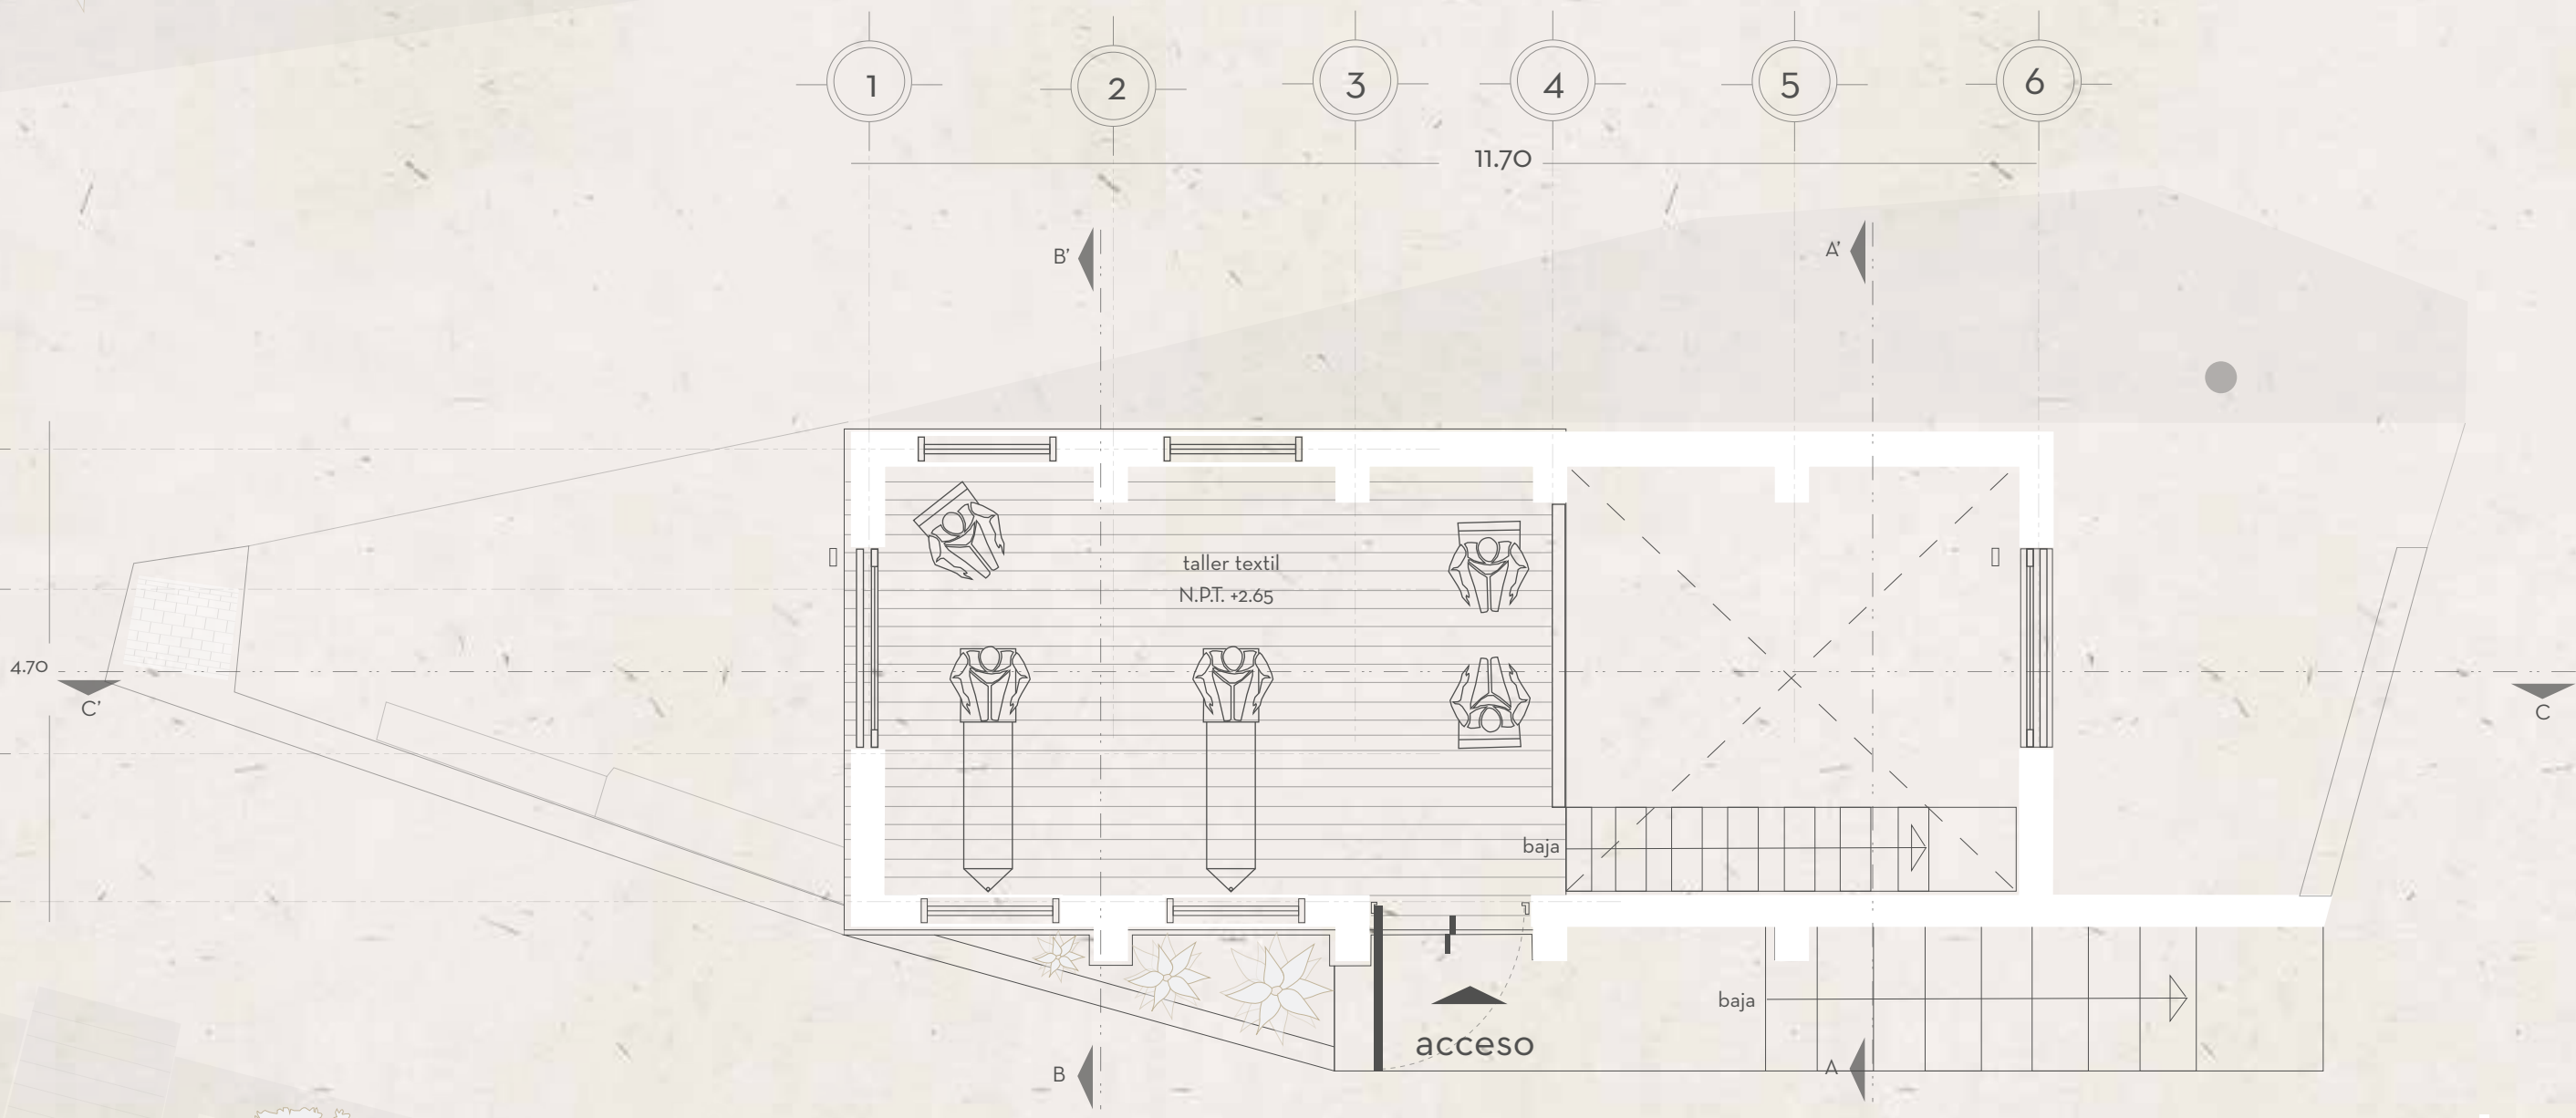 1 2 3 4 5 6
11.70
B' A'
taller textil
N.P.T. +2.65
4.70
C' C
baja
baja
acceso
B A